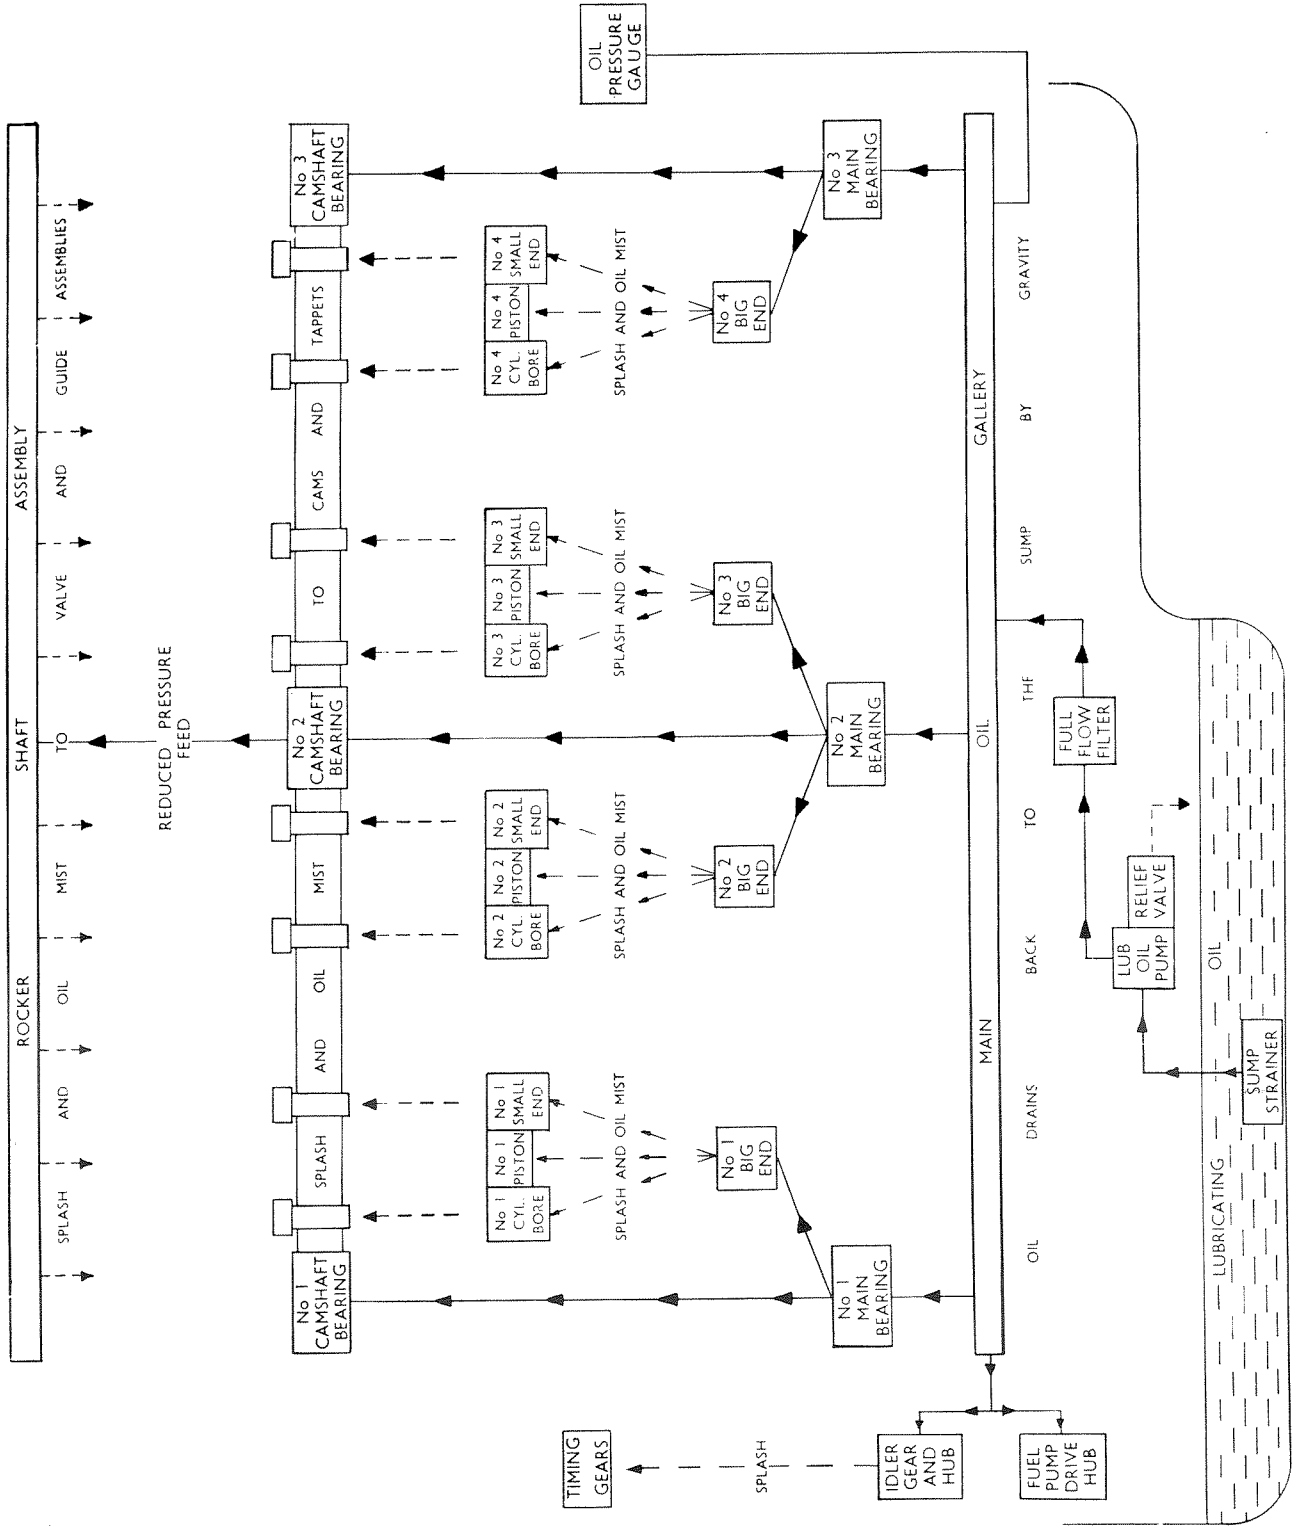 ROCKER SHAFT ASSEMBLY
SPLASH AND OIL MIST TO VALVE AND GUIDE ASSEMBLIES
REDUCED PRESSURE
FEED
No 1
CAMSHAFT
BEARING
SPLASH AND OIL MIST
No 2
CAMSHAFT
BEARING
TO CAMS AND TAPPETS
No 3
CAMSHAFT
BEARING
No 1
CYL.
BORE
No 1
PISTON
No 1
SMALL
END
No 2
CYL.
BORE
No 2
PISTON
No 2
SMALL
END
No 3
CYL.
BORE
No 3
PISTON
No 3
SMALL
END
No 4
CYL.
BORE
No 4
PISTON
No 4
SMALL
END
TIMING
GEARS
OIL
PRESSURE
GAUGE
SPLASH AND OIL MIST
SPLASH AND OIL MIST
SPLASH AND OIL MIST
SPLASH AND OIL MIST
SPLASH
No 1
BIG
END
No 2
BIG
END
No 3
BIG
END
No 4
BIG
END
No 1
MAIN
BEARING
No 2
MAIN
BEARING
No 3
MAIN
BEARING
IDLER
GEAR
AND
HUB
MAIN OIL GALLERY
FUEL
PUMP
DRIVE
HUB
OIL DRAINS BACK TO THE SUMP BY GRAVITY
FULL
FLOW
FILTER
LUB
OIL
PUMP
RELIEF
VALVE
LUBRICATING OIL
SUMP
STRAINER